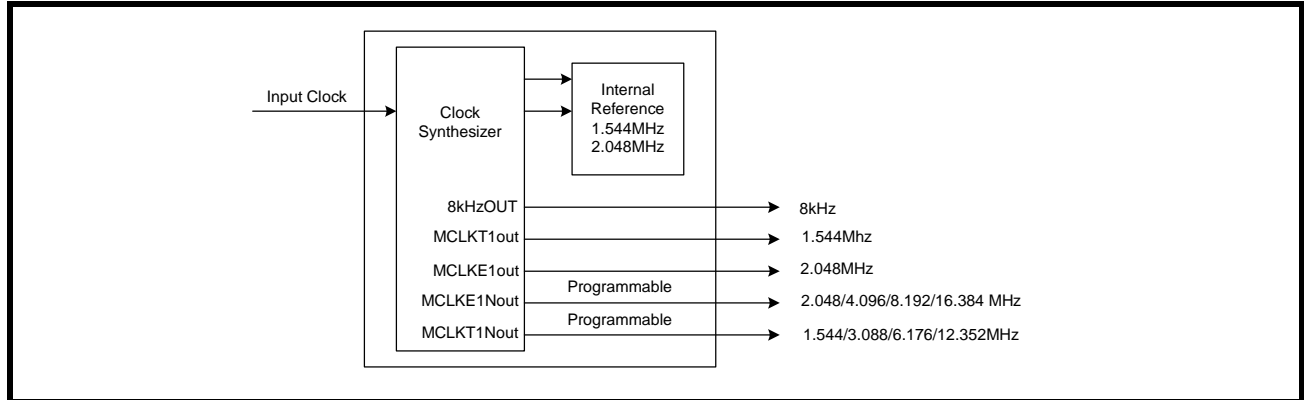 Input Clock
Clock
Synthesizer
Internal
Reference
1.544MHz
2.048MHz
8kHzOUT
8kHz
MCLKT1out
1.544Mhz
MCLKE1out
2.048MHz
Programmable
MCLKE1Nout
2.048/4.096/8.192/16.384 MHz
Programmable
MCLKT1Nout
1.544/3.088/6.176/12.352MHz